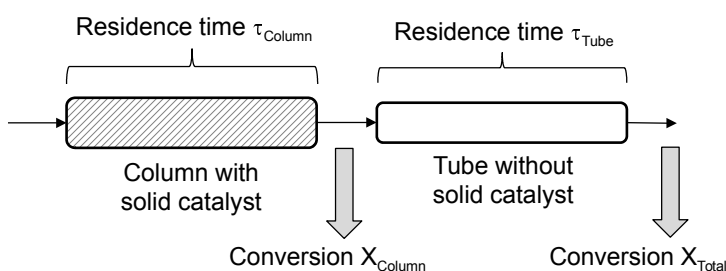 Residence time τColumn
Residence time τTube
Column with
solid catalyst
Tube without
solid catalyst
Conversion XColumn
Conversion XTotal